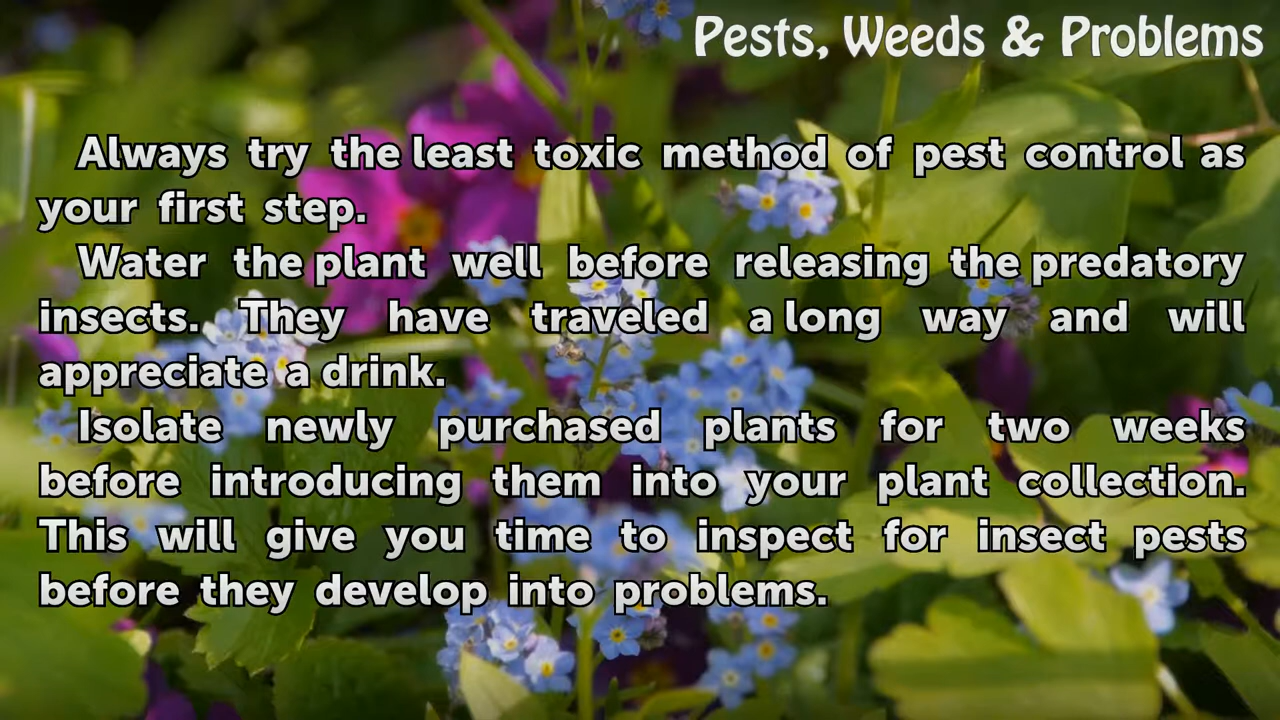 Pests, Weeds & Problems
Always try the least toxic method of pest control as
your first step.
Water the plant well before releasing the predatory
insects. They have traveled a long way and will
appreciate a drink.
Isolate newly purchased plants for two weeks
before introducing them into your plant collection.
This will give you time to inspect for insect pests
before they develop into problems.